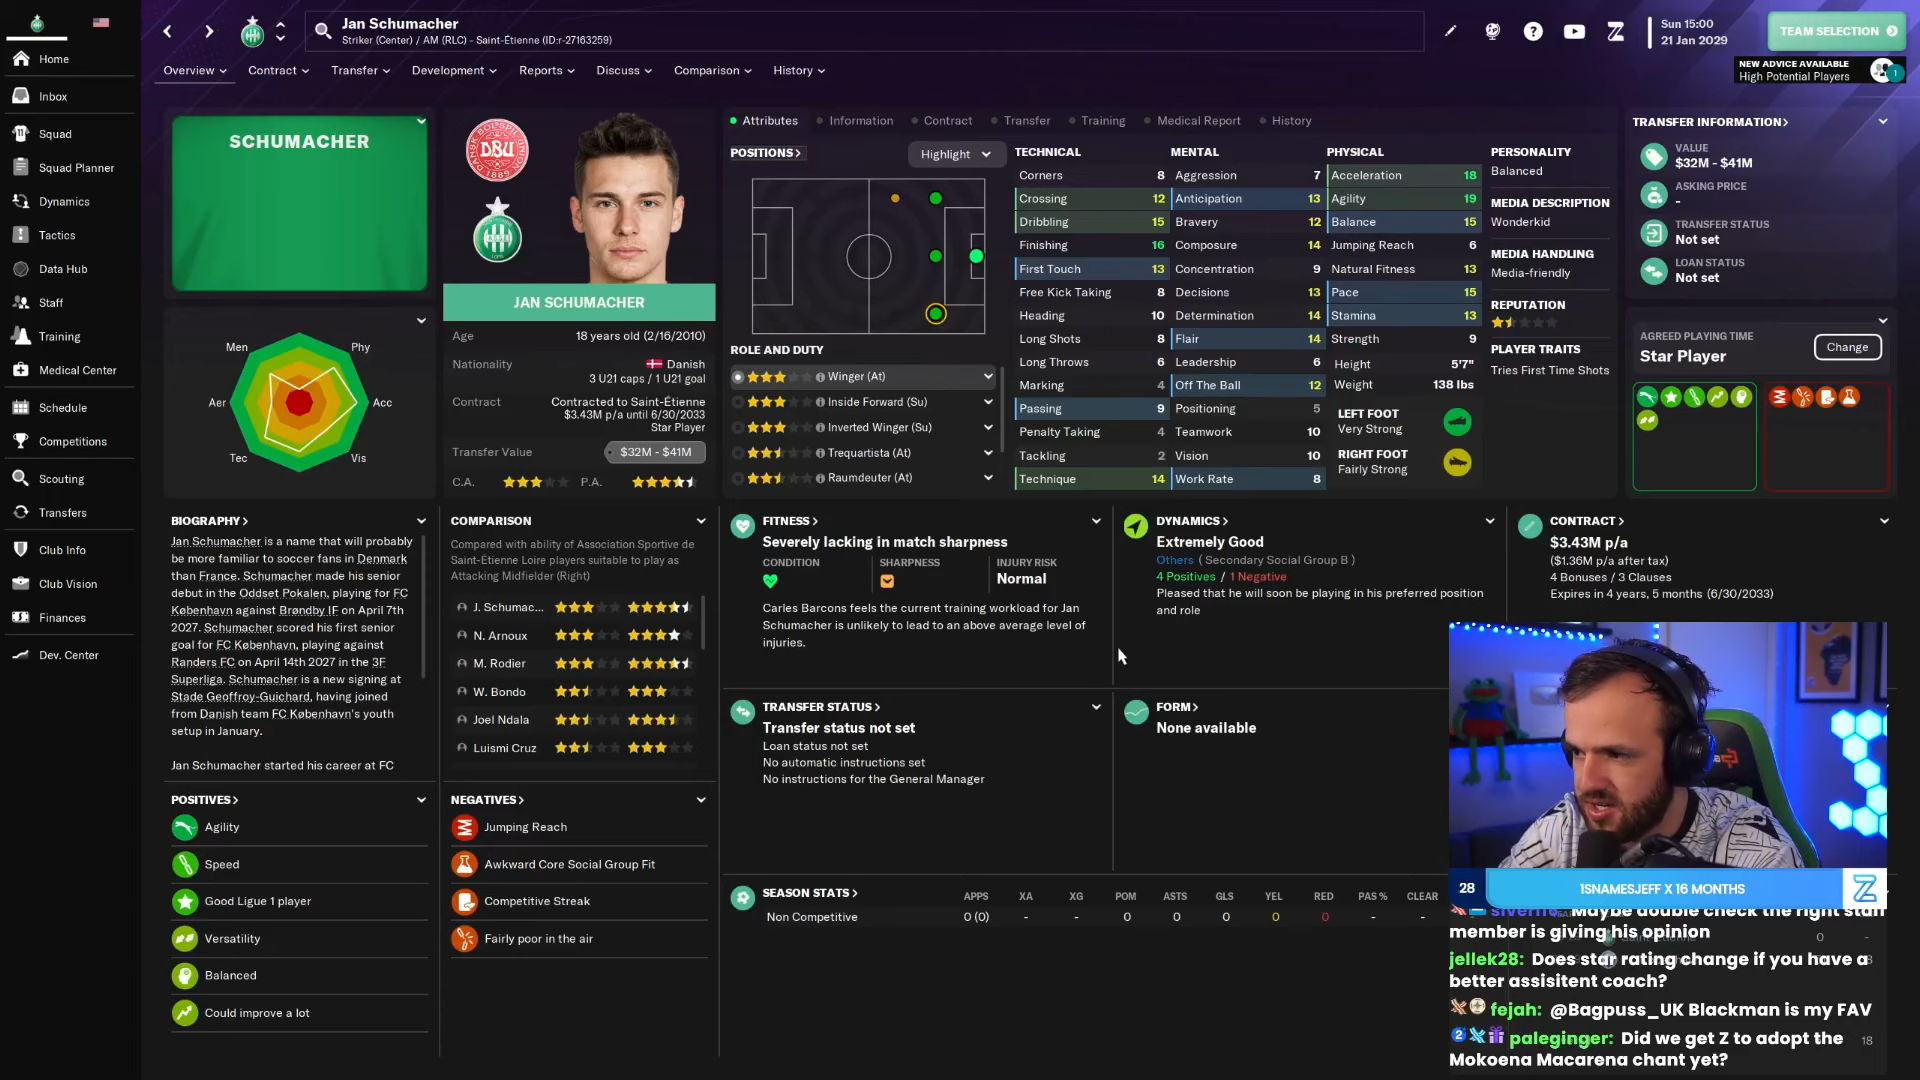 Jan Schumacher
Striker (Center) / AM (RLC) - Saint-Étienne (ID:r-27163259)
Sun 15:00
21 Jan 2029
TEAM SELECTION
NEW ADVICE AVAILABLE
High Potential Players
1
Home
Inbox
Squad
Squad Planner
Dynamics
Tactics
Data Hub
Staff
Training
Medical Center
Schedule
Competitions
Scouting
Transfers
Club Info
Club Vision
Finances
Dev. Center
Overview
Contract
Transfer
Development
Reports
Discuss
Comparison
History
SCHUMACHER
DANSK BOLDSPIL UNION
DBU
1889
JAN SCHUMACHER
Men
Phy
Aer
Acc
Tec
Vis
Age
18 years old (2/16/2010)
Nationality
Danish
3 U21 caps / 1 U21 goal
Contract
Contracted to Saint-Étienne
$3.43M p/a until 6/30/2033
Star Player
Transfer Value
$32M - $41M
C.A.
P.A.
Attributes
Information
Contract
Transfer
Training
Medical Report
History
POSITIONS>
Highlight
ROLE AND DUTY
Winger (At)
Inside Forward (Su)
Inverted Winger (Su)
Trequartista (At)
Raumdeuter (At)
TECHNICAL
Corners 8
Crossing 12
Dribbling 15
Finishing 16
First Touch 13
Free Kick Taking 8
Heading 10
Long Shots 8
Long Throws 6
Marking 4
Passing 9
Penalty Taking 4
Tackling 2
Technique 14
MENTAL
Aggression 7
Anticipation 13
Bravery 12
Composure 14
Concentration 9
Decisions 13
Determination 14
Flair 14
Leadership 6
Off The Ball 12
Positioning 5
Teamwork 10
Vision 10
Work Rate 8
PHYSICAL
Acceleration 18
Agility 19
Balance 15
Jumping Reach 6
Natural Fitness 13
Pace 15
Stamina 13
Strength 9
Height 5'7"
Weight 138 lbs
LEFT FOOT
Very Strong
RIGHT FOOT
Fairly Strong
PERSONALITY
Balanced
MEDIA DESCRIPTION
Wonderkid
MEDIA HANDLING
Media-friendly
REPUTATION
PLAYER TRAITS
Tries First Time Shots
TRANSFER INFORMATION>
VALUE
$32M - $41M
ASKING PRICE
-
TRANSFER STATUS
Not set
LOAN STATUS
Not set
AGREED PLAYING TIME
Star Player
Change
BIOGRAPHY>
Jan Schumacher is a name that will probably
be more familiar to soccer fans in Denmark
than France. Schumacher made his senior
debut in the Oddset Pokalen, playing for FC
København against Brøndby IF on April 7th
2027. Schumacher scored his first senior
goal for FC København, playing against
Randers FC on April 14th 2027 in the 3F
Superliga. Schumacher is a new signing at
Stade Geoffroy-Guichard, having joined
from Danish team FC København's youth
setup in January.
Jan Schumacher started his career at FC
COMPARISON
Compared with ability of Association Sportive de
Saint-Étienne Loire players suitable to play as
Attacking Midfielder (Right)
J. Schumac...
N. Arnoux
M. Rodier
W. Bondo
Joel Ndala
Luismi Cruz
POSITIVES>
Agility
Speed
Good Ligue 1 player
Versatility
Balanced
Could improve a lot
NEGATIVES>
Jumping Reach
Awkward Core Social Group Fit
Competitive Streak
Fairly poor in the air
FITNESS>
Severely lacking in match sharpness
CONDITION
SHARPNESS
INJURY RISK
Normal
Carles Barcons feels the current training workload for Jan
Schumacher is unlikely to lead to an above average level of
injuries.
DYNAMICS>
Extremely Good
Others ( Secondary Social Group B )
4 Positives / 1 Negative
Pleased that he will soon be playing in his preferred position
and role
CONTRACT>
$3.43M p/a
($1.36M p/a after tax)
4 Bonuses / 3 Clauses
Expires in 4 years, 5 months (6/30/2033)
TRANSFER STATUS>
Transfer status not set
Loan status not set
No automatic instructions set
No instructions for the General Manager
FORM>
None available
SEASON STATS>
APPS XA XG POM ASTS GLS YEL RED PAS % CLEAR
Non Competitive 0 (0) - - 0 0 0 0 0 - -
28
1SNAMESJEFF X 16 MONTHS
Maybe double check the right staff
member is giving his opinion
jellek28: Does star rating change if you have a
better assisitent coach?
fejah: @Bagpuss_UK Blackman is my FAV
paleginger: Did we get Z to adopt the
Mokoena Macarena chant yet?
0 -
18